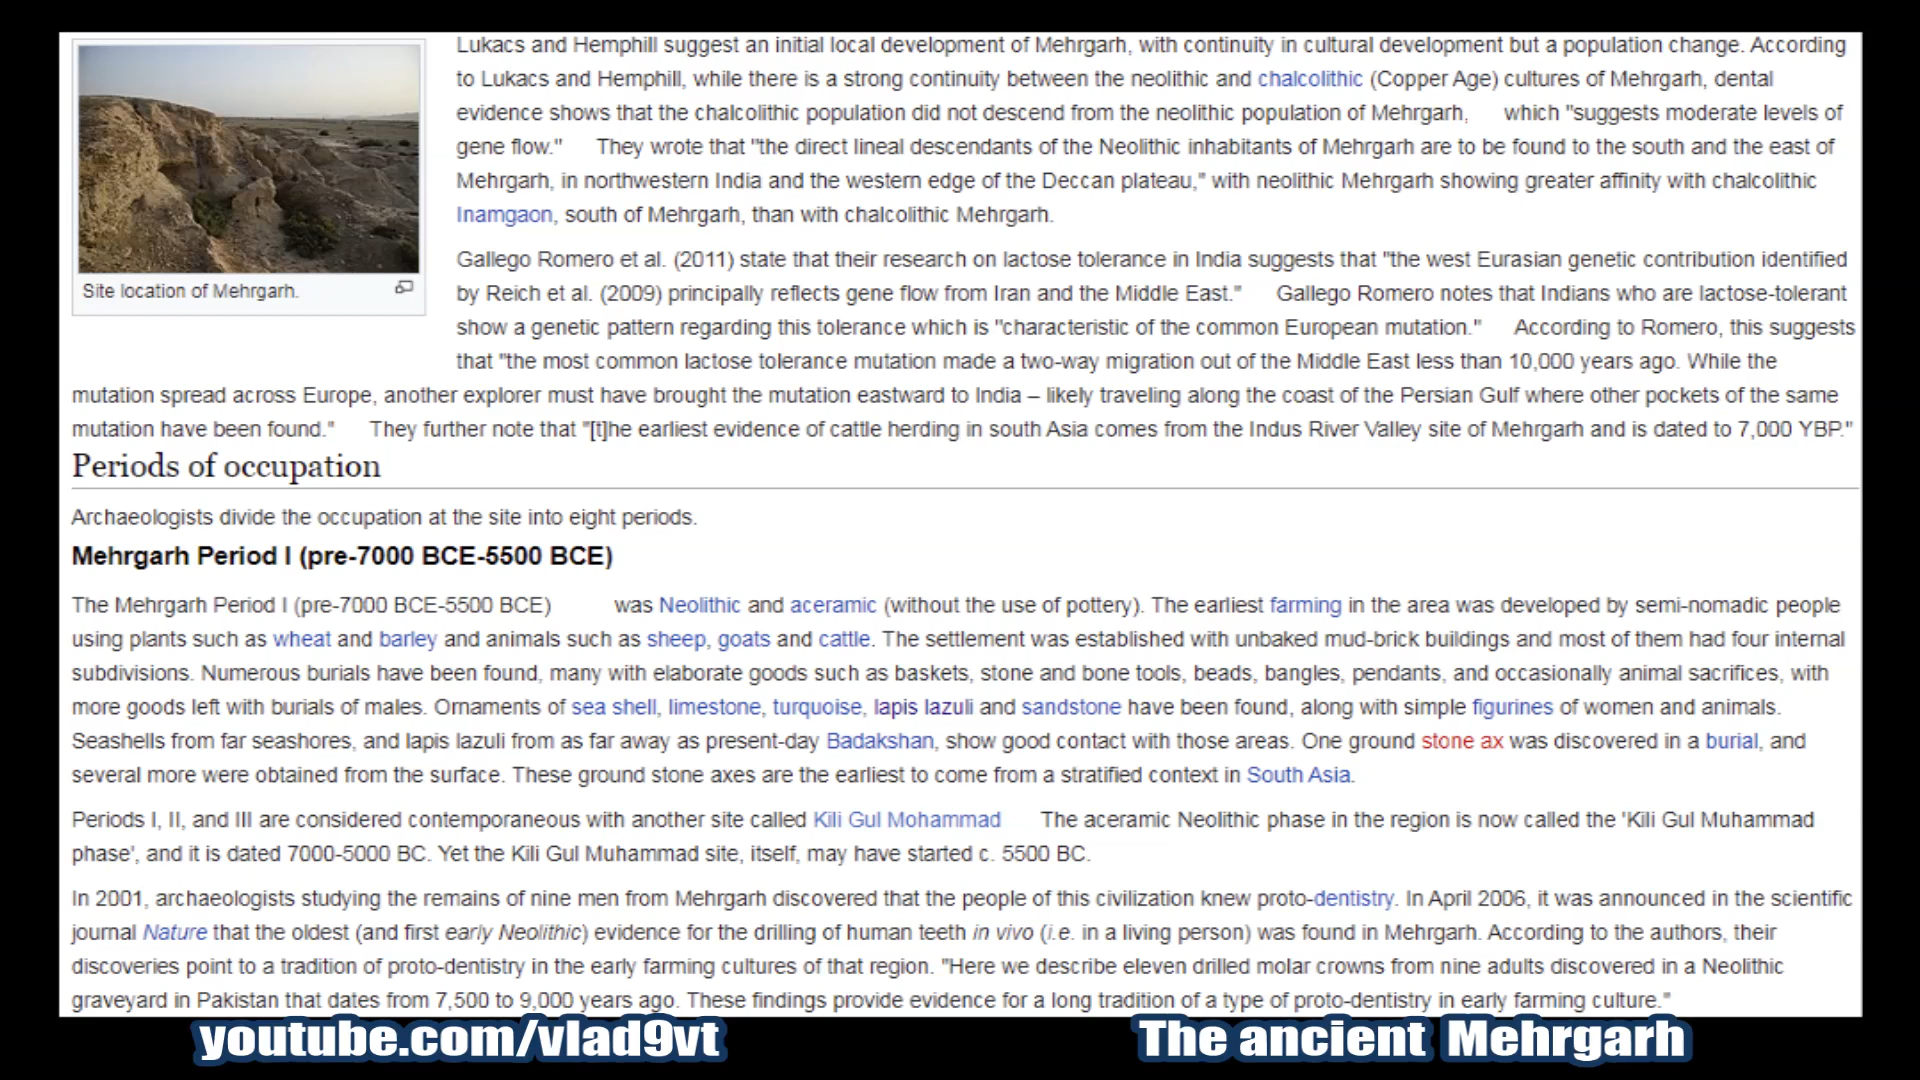 Lukacs and Hemphill suggest an initial local development of Mehrgarh, with continuity in cultural development but a population change. According
to Lukacs and Hemphill, while there is a strong continuity between the neolithic and chalcolithic (Copper Age) cultures of Mehrgarh, dental
evidence shows that the chalcolithic population did not descend from the neolithic population of Mehrgarh, which "suggests moderate levels of
gene flow." They wrote that "the direct lineal descendants of the Neolithic inhabitants of Mehrgarh are to be found to the south and the east of
Mehrgarh, in northwestern India and the western edge of the Deccan plateau," with neolithic Mehrgarh showing greater affinity with chalcolithic
Inamgaon, south of Mehrgarh, than with chalcolithic Mehrgarh.
Site location of Mehrgarh.
Gallego Romero et al. (2011) state that their research on lactose tolerance in India suggests that "the west Eurasian genetic contribution identified
by Reich et al. (2009) principally reflects gene flow from Iran and the Middle East." Gallego Romero notes that Indians who are lactose-tolerant
show a genetic pattern regarding this tolerance which is "characteristic of the common European mutation." According to Romero, this suggests
that "the most common lactose tolerance mutation made a two-way migration out of the Middle East less than 10,000 years ago. While the
mutation spread across Europe, another explorer must have brought the mutation eastward to India – likely traveling along the coast of the Persian Gulf where other pockets of the same
mutation have been found." They further note that "[t]he earliest evidence of cattle herding in south Asia comes from the Indus River Valley site of Mehrgarh and is dated to 7,000 YBP."
Periods of occupation
Archaeologists divide the occupation at the site into eight periods.
Mehrgarh Period I (pre-7000 BCE-5500 BCE)
The Mehrgarh Period I (pre-7000 BCE-5500 BCE) was Neolithic and aceramic (without the use of pottery). The earliest farming in the area was developed by semi-nomadic people
using plants such as wheat and barley and animals such as sheep, goats and cattle. The settlement was established with unbaked mud-brick buildings and most of them had four internal
subdivisions. Numerous burials have been found, many with elaborate goods such as baskets, stone and bone tools, beads, bangles, pendants, and occasionally animal sacrifices, with
more goods left with burials of males. Ornaments of sea shell, limestone, turquoise, lapis lazuli and sandstone have been found, along with simple figurines of women and animals.
Seashells from far seashores, and lapis lazuli from as far away as present-day Badakshan, show good contact with those areas. One ground stone ax was discovered in a burial, and
several more were obtained from the surface. These ground stone axes are the earliest to come from a stratified context in South Asia.
Periods I, II, and III are considered contemporaneous with another site called Kili Gul Mohammad The aceramic Neolithic phase in the region is now called the 'Kili Gul Muhammad
phase', and it is dated 7000-5000 BC. Yet the Kili Gul Muhammad site, itself, may have started c. 5500 BC.
In 2001, archaeologists studying the remains of nine men from Mehrgarh discovered that the people of this civilization knew proto-dentistry. In April 2006, it was announced in the scientific
journal Nature that the oldest (and first early Neolithic) evidence for the drilling of human teeth in vivo (i.e. in a living person) was found in Mehrgarh. According to the authors, their
discoveries point to a tradition of proto-dentistry in the early farming cultures of that region. "Here we describe eleven drilled molar crowns from nine adults discovered in a Neolithic
graveyard in Pakistan that dates from 7,500 to 9,000 years ago. These findings provide evidence for a long tradition of a type of proto-dentistry in early farming culture."
youtube.com/vlad9vt
The ancient Mehrgarh